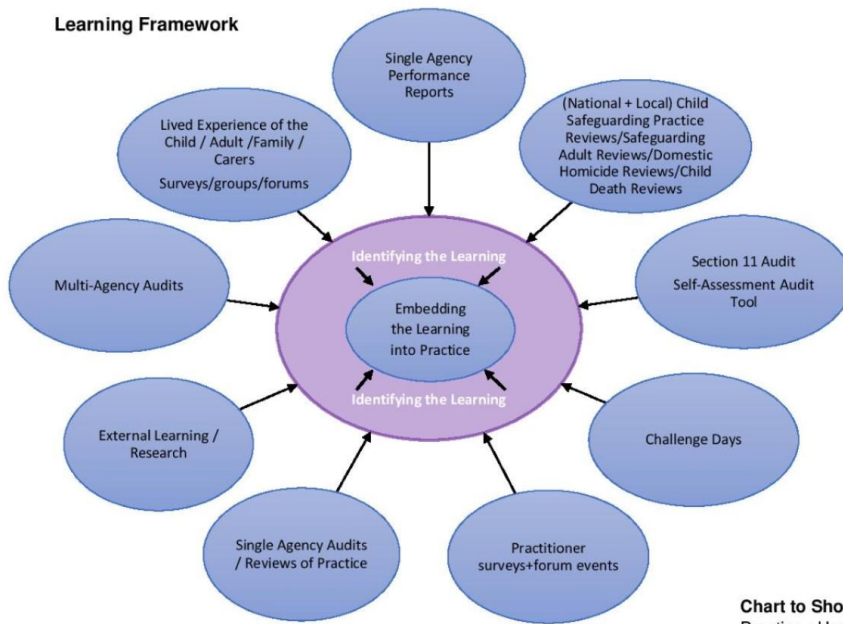 Learning Framework
Single Agency
Performance
Reports
(National + Local) Child
Safeguarding Practice
Reviews/Safeguarding
Adult Reviews/Domestic
Homicide Reviews/Child
Death Reviews
Lived Experience of the
Child / Adult /Family /
Carers
Surveys/groups/forums
Identifying the Learning
Section 11 Audit
Self-Assessment Audit
Tool
Multi-Agency Audits
Embedding
the Learning
into Practice
Identifying the Learning
External Learning /
Research
Challenge Days
Single Agency Audits
/ Reviews of Practice
Practitioner
surveys+forum events
Chart to Sho